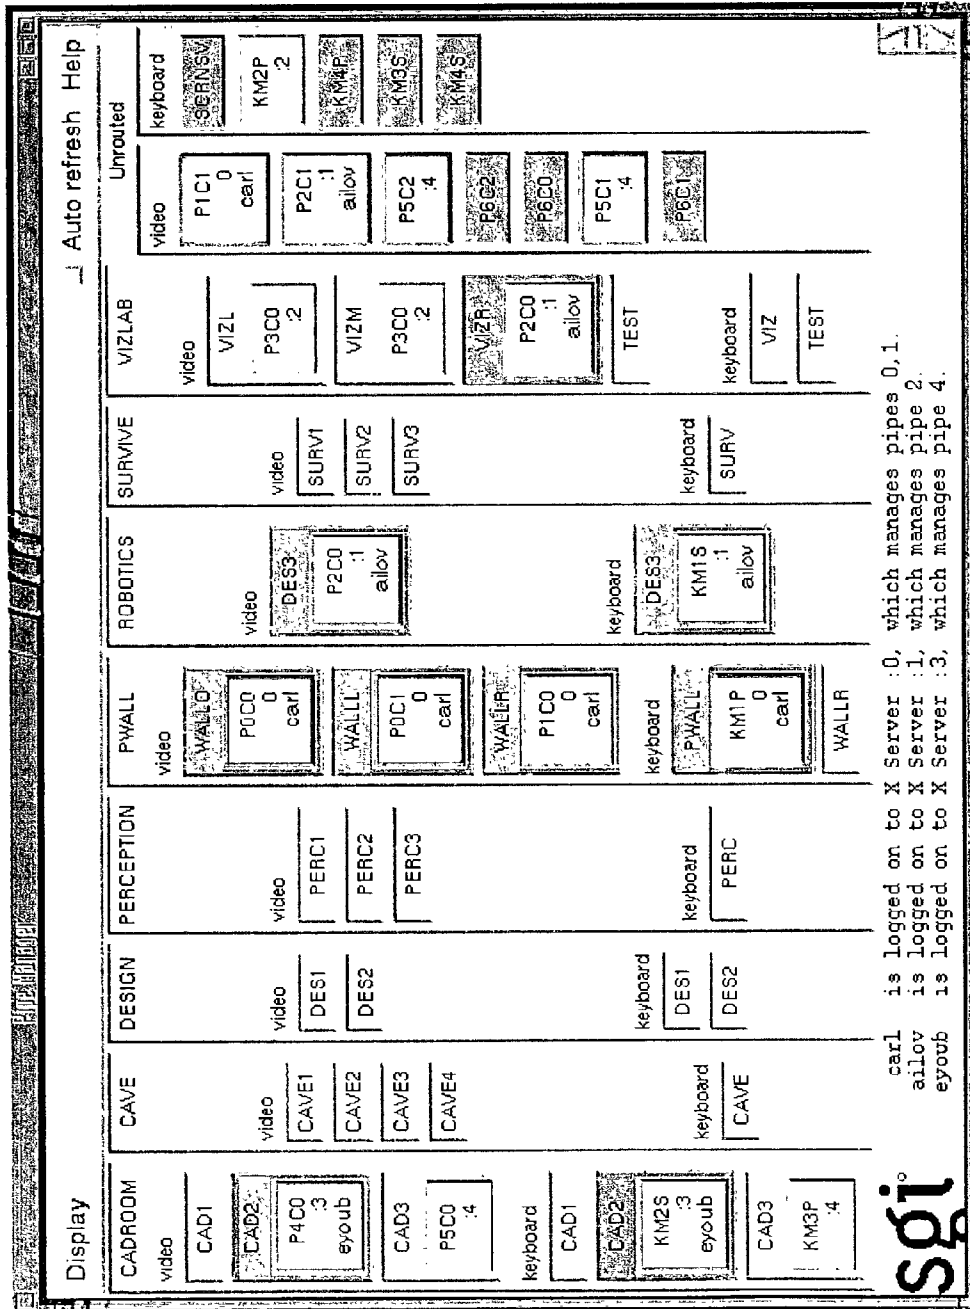 Pipe Manager
Display
Auto refresh Help
CADROOM
video
CAD1
CAD2
P4C0
:3
eyoub
CAD3
P5C0
:4
keyboard
CAD1
CAD2
KM2S
:3
eyoub
CAD3
KM3P
:4
CAVE
video
CAVE1
CAVE2
CAVE3
CAVE4
keyboard
CAVE
DESIGN
video
DES1
DES2
keyboard
DES1
DES2
PERCEPTION
video
PERC1
PERC2
PERC3
keyboard
PERC
PWALL
video
WALLO
P0C0
0
carl
WALLL
P0C1
0
carl
WALLR
P1C0
0
carl
keyboard
PWALL
KM1P
0
carl
WALLR
ROBOTICS
video
DES3
P2C0
:1
ailov
keyboard
DES3
KM1S
:1
ailov
SURVIVE
video
SURV1
SURV2
SURV3
keyboard
SURV
VIZLAB
video
VIZL
P3C0
:2
VIZM
P3C0
:2
VIZR
P2C0
:1
ailov
TEST
keyboard
VIZ
TEST
Unrouted
video
P1C1
0
carl
P2C1
:1
ailov
P5C2
:4
P6C2
P6C0
P5C1
:4
P6C1
keyboard
SCRNSV
KM2P
:2
KM4P
KM3S
KM4S
sgi
carl is logged on to X Server :0, which manages pipes 0,1.
ailov is logged on to X Server :1, which manages pipe 2.
eyoub is logged on to X Server :3, which manages pipe 4.